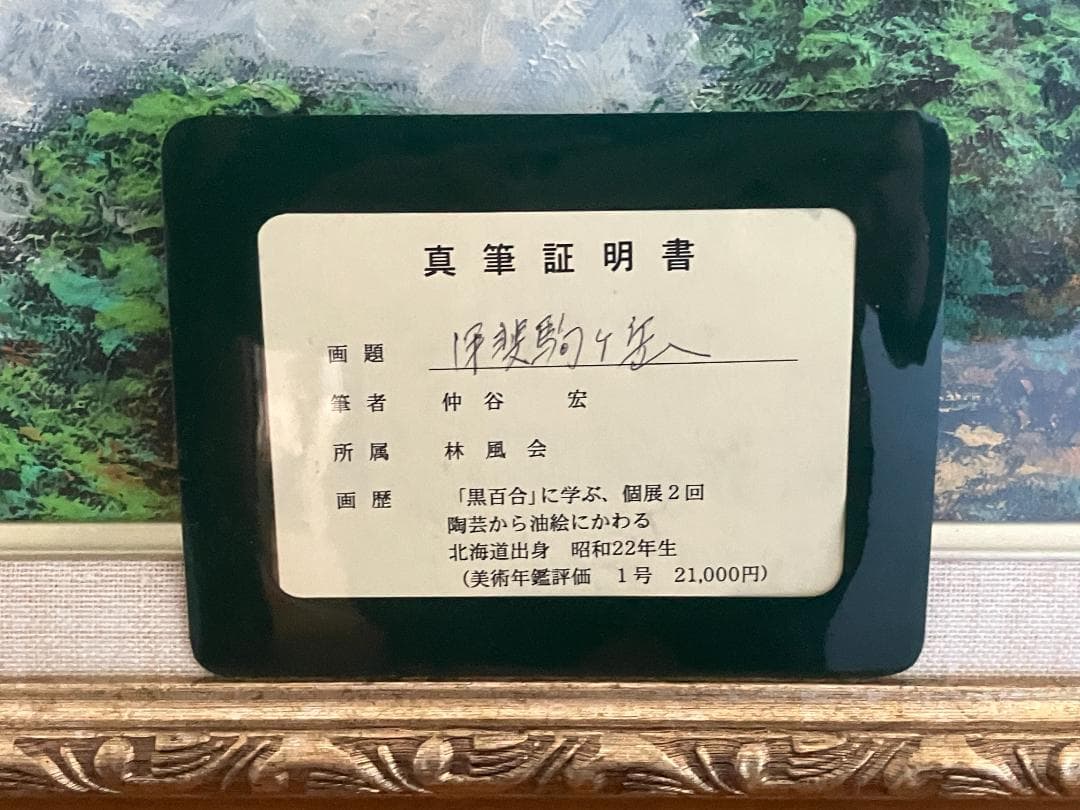 真筆証明書
画題 甲斐駒ヶ岳
筆者 仲谷 宏
所属 林風会
画歴 「黒百合」に学ぶ、個展2回
陶芸から油絵にかわる
北海道出身 昭和22年生
(美術年鑑評価 1号 21,000円)